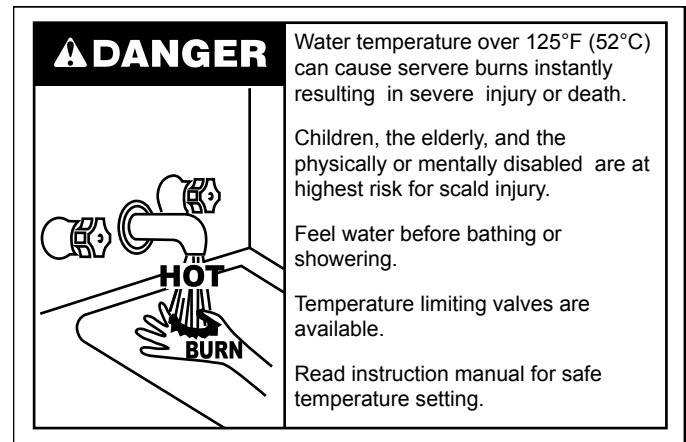 DANGER
HOT
BURN
Water temperature over 125°F (52°C)
can cause servere burns instantly
resulting in severe injury or death.
Children, the elderly, and the
physically or mentally disabled are at
highest risk for scald injury.
Feel water before bathing or
showering.
Temperature limiting valves are
available.
Read instruction manual for safe
temperature setting.